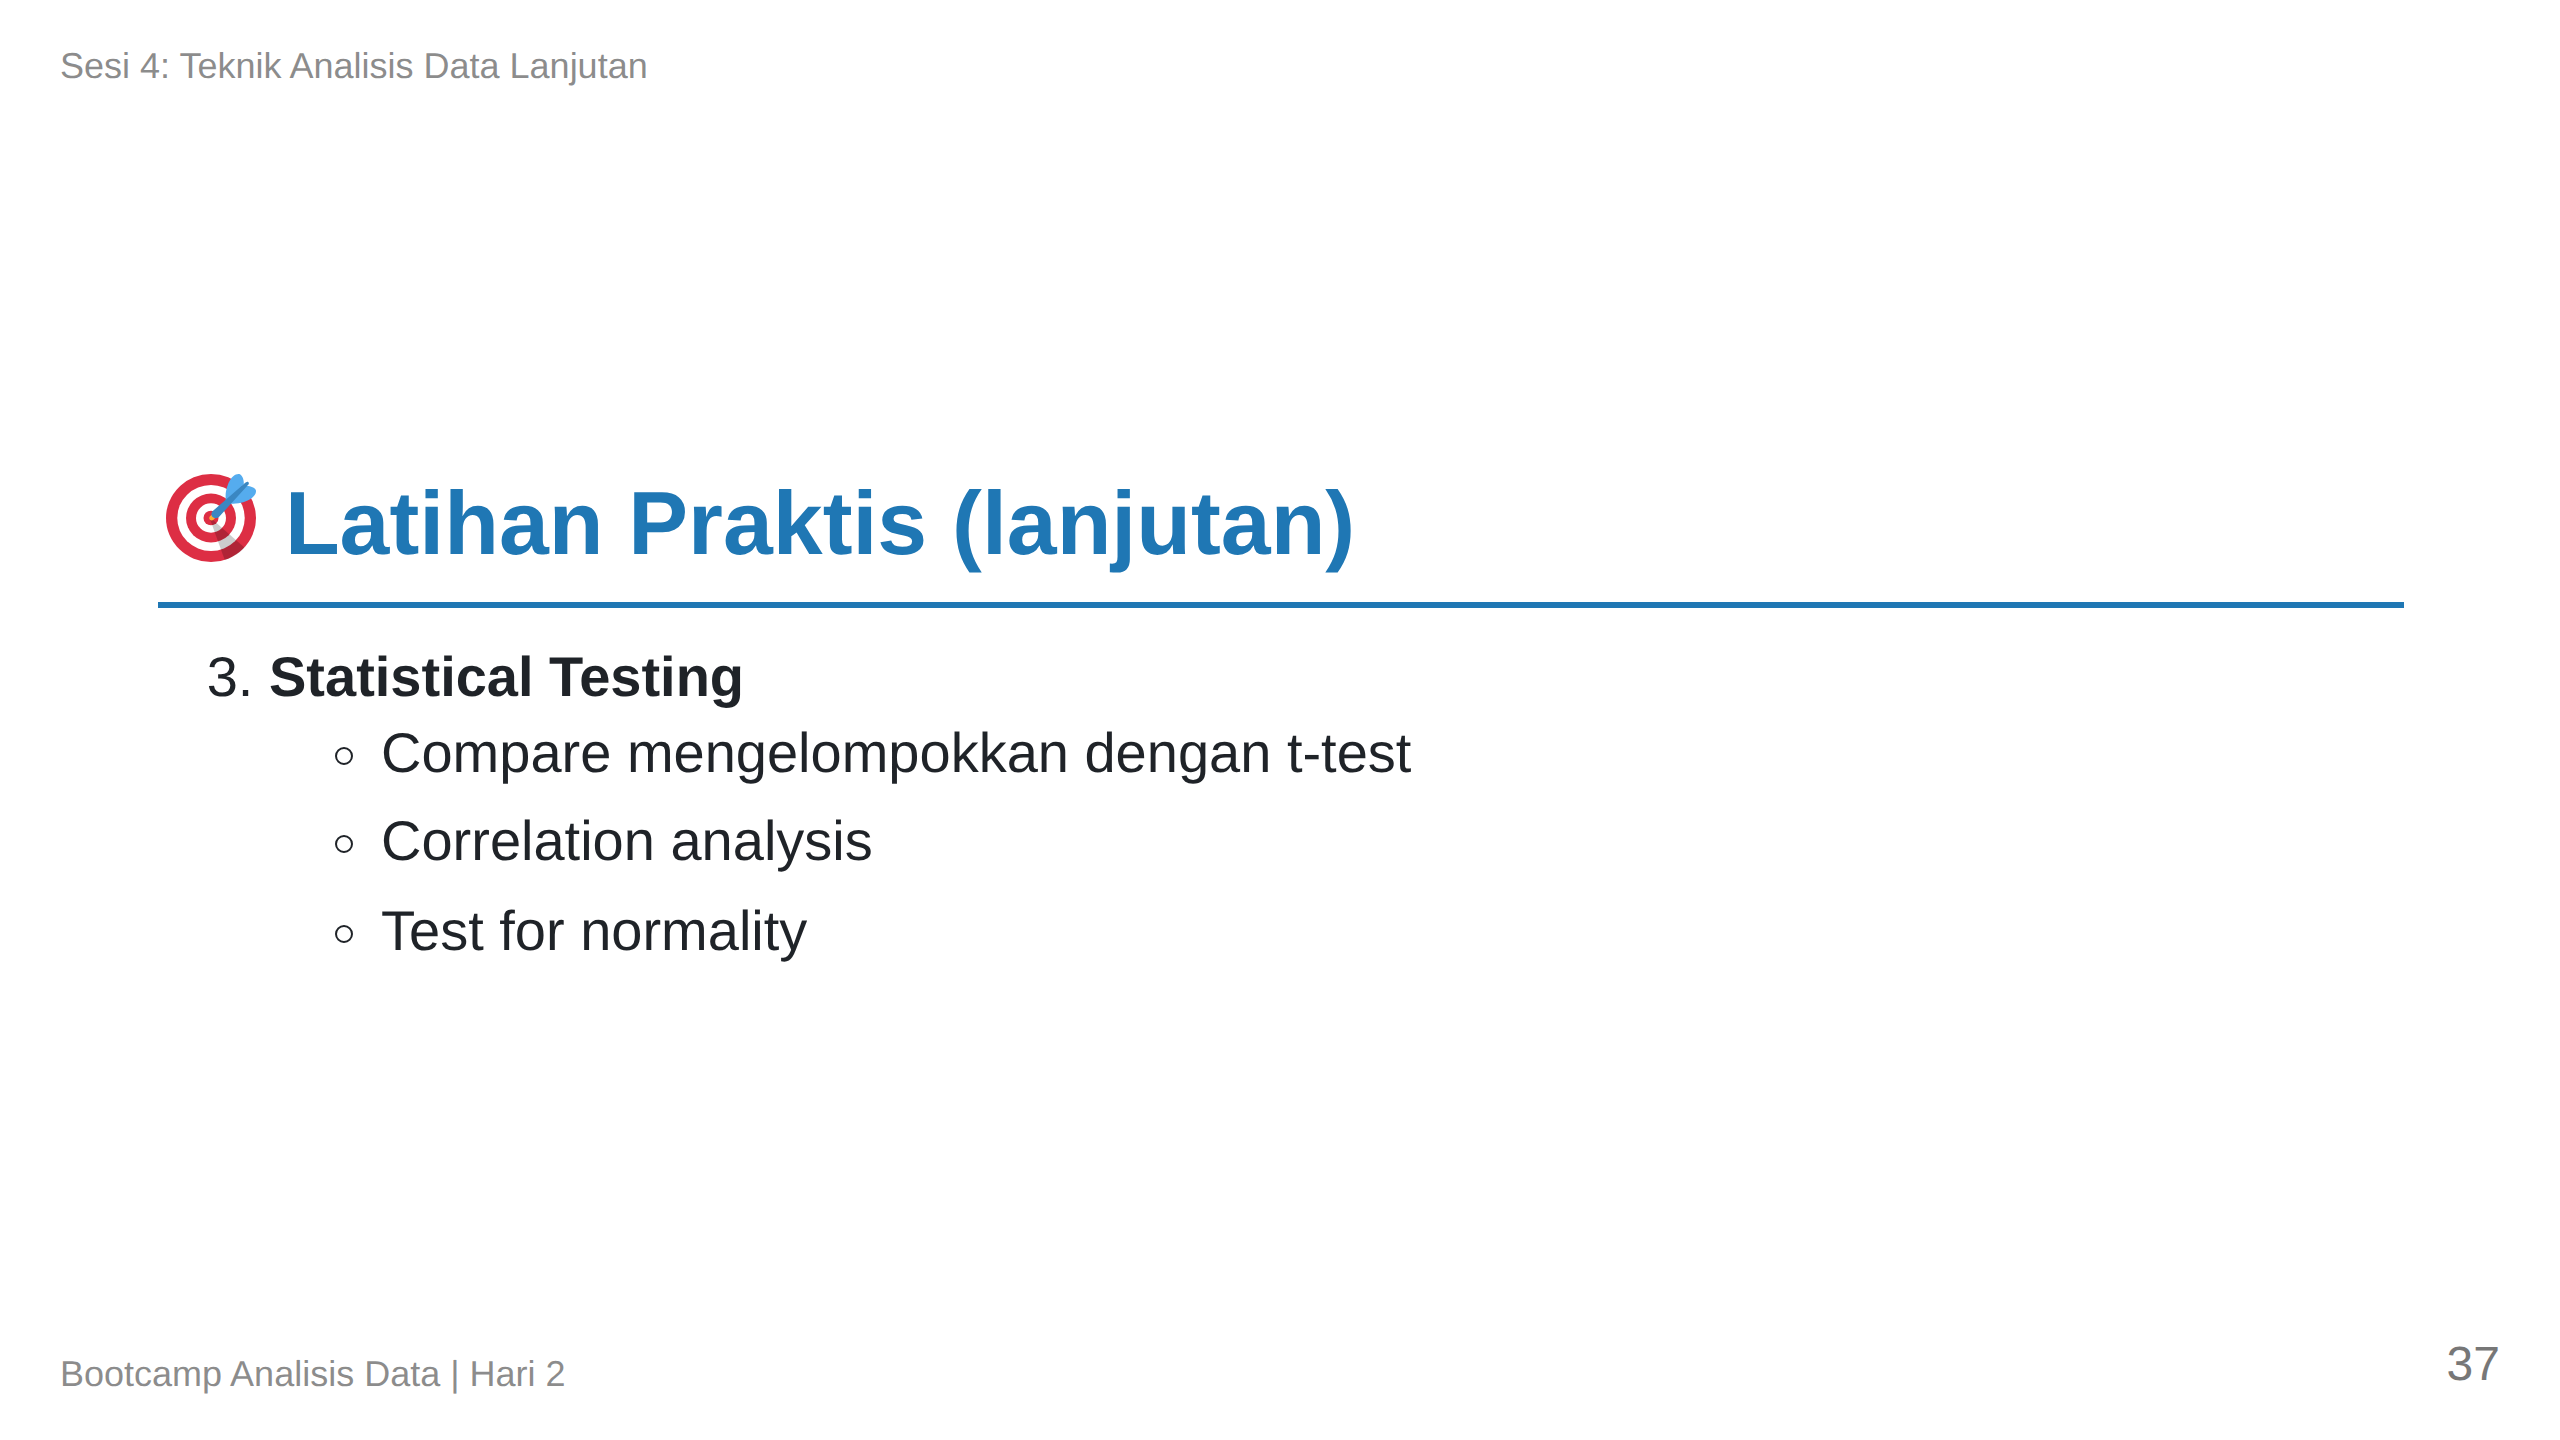 Sesi 4: Teknik Analisis Data Lanjutan
🎯 Latihan Praktis (lanjutan)
3. Statistical Testing
○ Compare mengelompokkan dengan t-test
○ Correlation analysis
○ Test for normality
Bootcamp Analisis Data | Hari 2
37